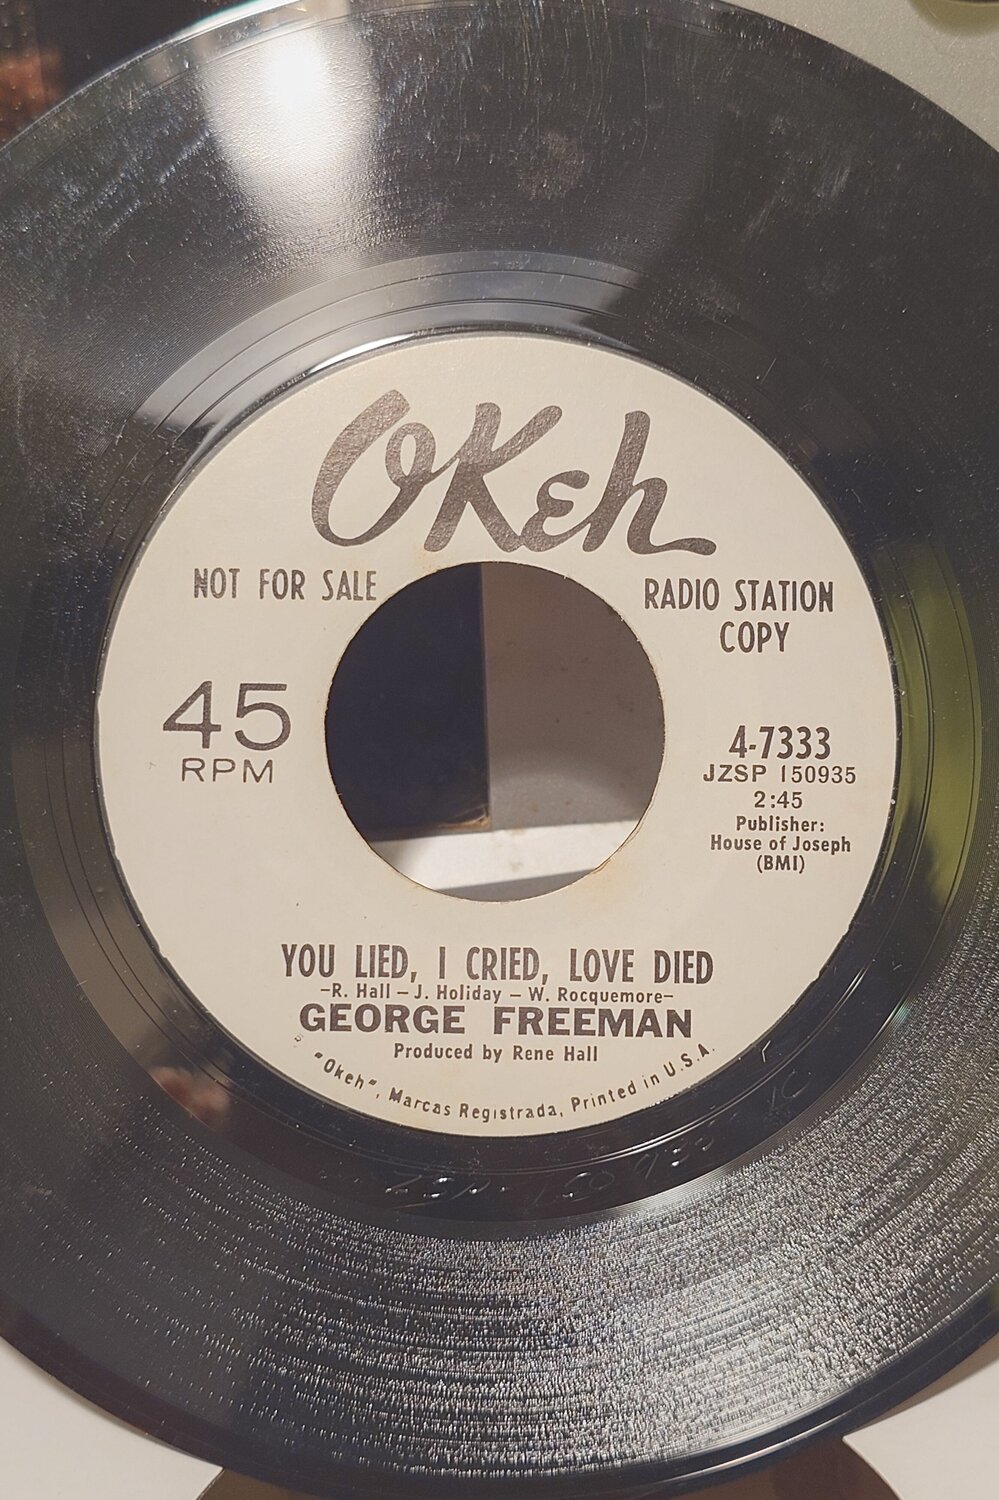 OKeh
NOT FOR SALE
RADIO STATION
COPY
45
RPM
4-7333
JZSP 150935
2:45
Publisher:
House of Joseph
(BMI)
YOU LIED, I CRIED, LOVE DIED
-R. Hall - J. Holiday - W. Rocquemore-
GEORGE FREEMAN
Produced by Rene Hall
"Okeh", Marcas Registrada, Printed in U.S.A.